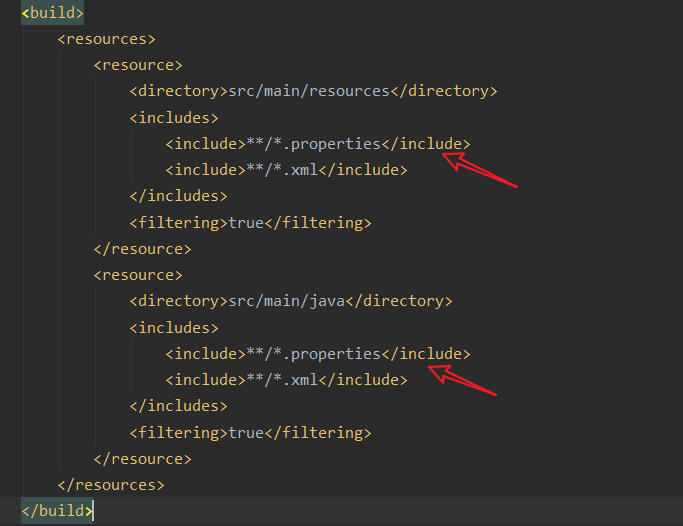 <build>
    <resources>
        <resource>
            <directory>src/main/resources</directory>
            <includes>
                <include>**/*.properties</include>
                <include>**/*.xml</include>
            </includes>
            <filtering>true</filtering>
        </resource>
        <resource>
            <directory>src/main/java</directory>
            <includes>
                <include>**/*.properties</include>
                <include>**/*.xml</include>
            </includes>
            <filtering>true</filtering>
        </resource>
    </resources>
</build>